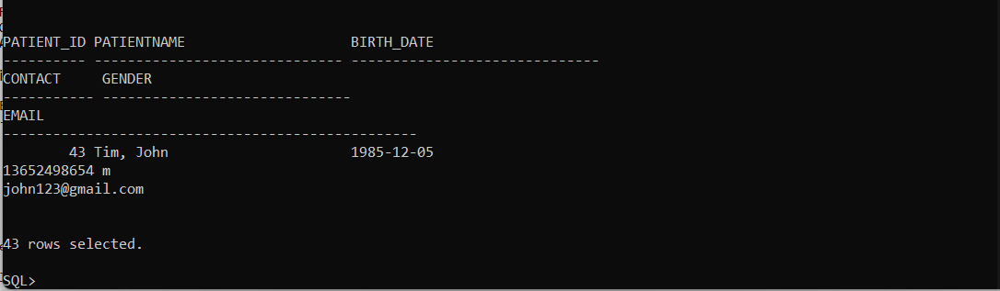 PATIENT_ID PATIENTNAME                    BIRTH_DATE
---------- ------------------------------ ------------------------------
CONTACT     GENDER
----------- ------------------------------
EMAIL
--------------------------------------------------
        43 Tim, John                      1985-12-05
13652498654 m
john123@gmail.com
43 rows selected.
SQL>